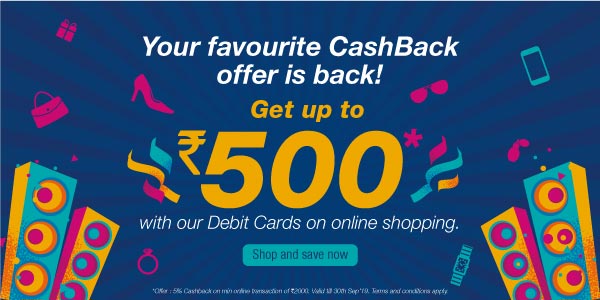 Your favourite CashBack
offer is back!
Get up to
₹500*
with our Debit Cards on online shopping.
Shop and save now
*Offer : 5% Cashback on min online transaction of ₹2000. Valid till 30th Sep'19. Terms and conditions apply.